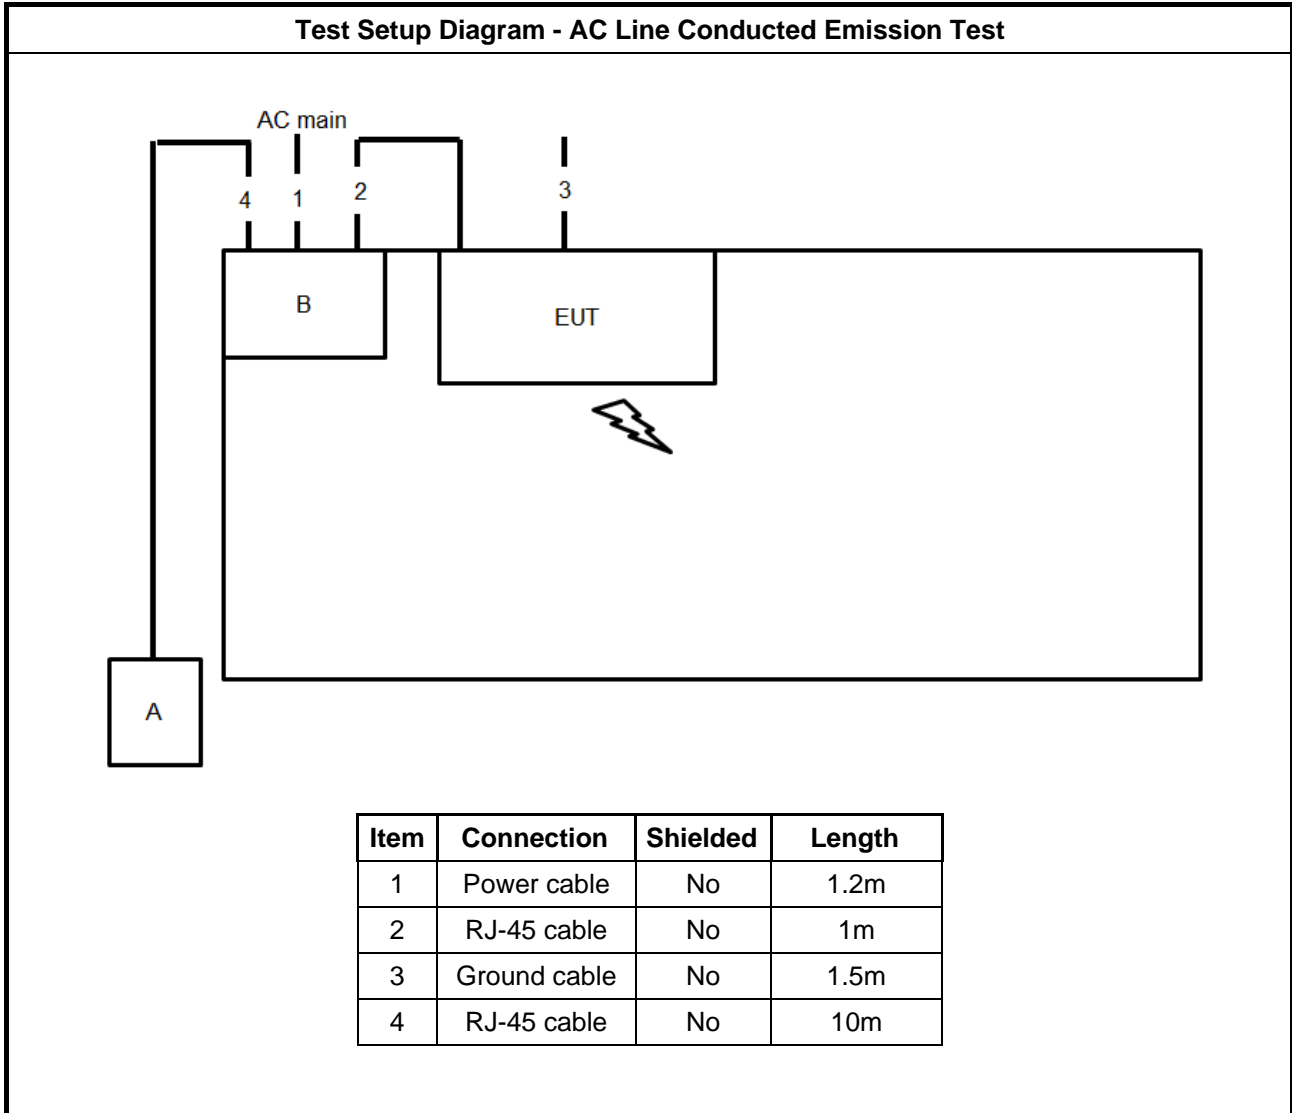 Test Setup Diagram - AC Line Conducted Emission Test
AC main
4 1 2 3
B
EUT
A
Item Connection Shielded Length
1 Power cable No 1.2m
2 RJ-45 cable No 1m
3 Ground cable No 1.5m
4 RJ-45 cable No 10m